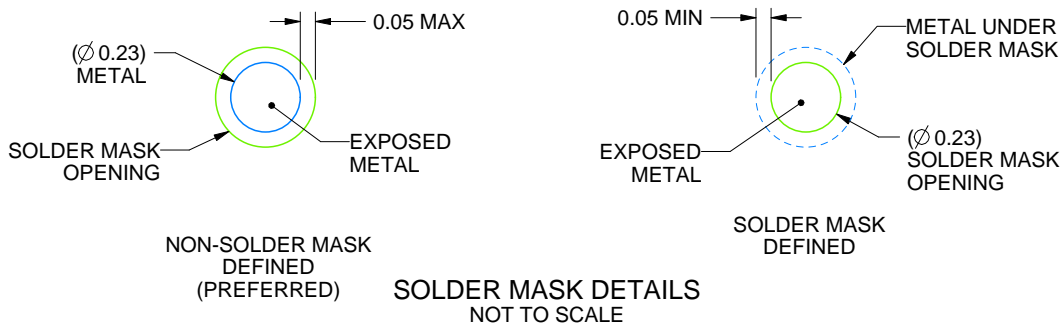 0.05 MAX
(Ø 0.23)
METAL
SOLDER MASK
OPENING
EXPOSED
METAL
NON-SOLDER MASK
DEFINED
(PREFERRED)
0.05 MIN
METAL UNDER
SOLDER MASK
EXPOSED
METAL
(Ø 0.23)
SOLDER MASK
OPENING
SOLDER MASK
DEFINED
SOLDER MASK DETAILS
NOT TO SCALE